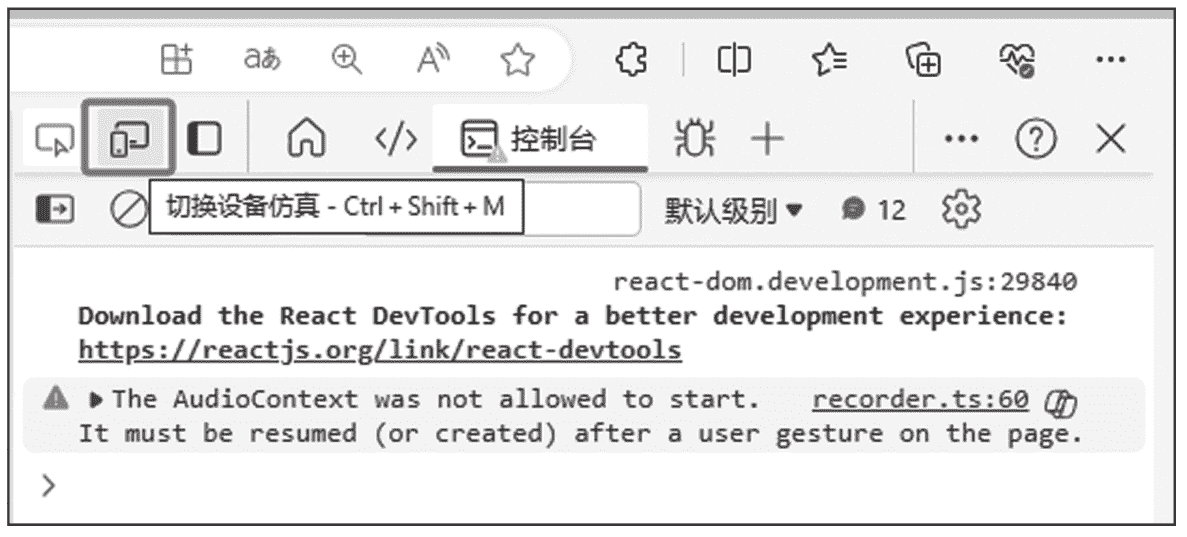 aあ A
</> 控制台
切换设备仿真 - Ctrl + Shift + M 默认级别 12
react-dom.development.js:29840
Download the React DevTools for a better development experience:
https://reactjs.org/link/react-devtools
The AudioContext was not allowed to start. recorder.ts:60
It must be resumed (or created) after a user gesture on the page.